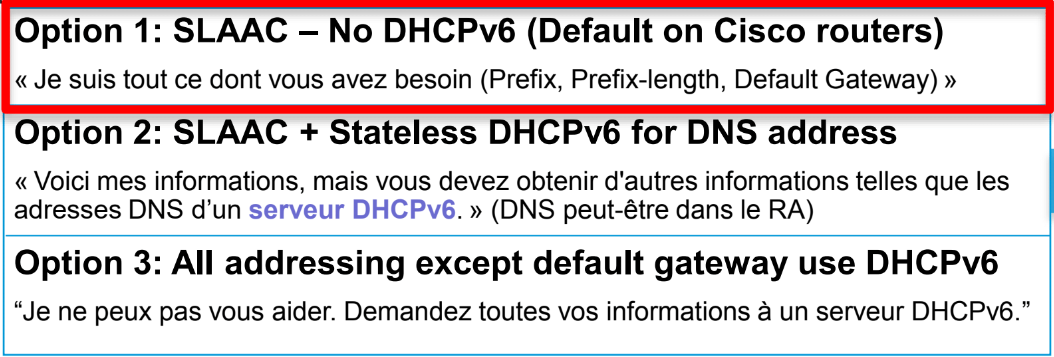 Option 1: SLAAC – No DHCPv6 (Default on Cisco routers)
« Je suis tout ce dont vous avez besoin (Prefix, Prefix-length, Default Gateway) »
Option 2: SLAAC + Stateless DHCPv6 for DNS address
« Voici mes informations, mais vous devez obtenir d'autres informations telles que les
adresses DNS d’un serveur DHCPv6. » (DNS peut-être dans le RA)
Option 3: All addressing except default gateway use DHCPv6
“Je ne peux pas vous aider. Demandez toutes vos informations à un serveur DHCPv6.”